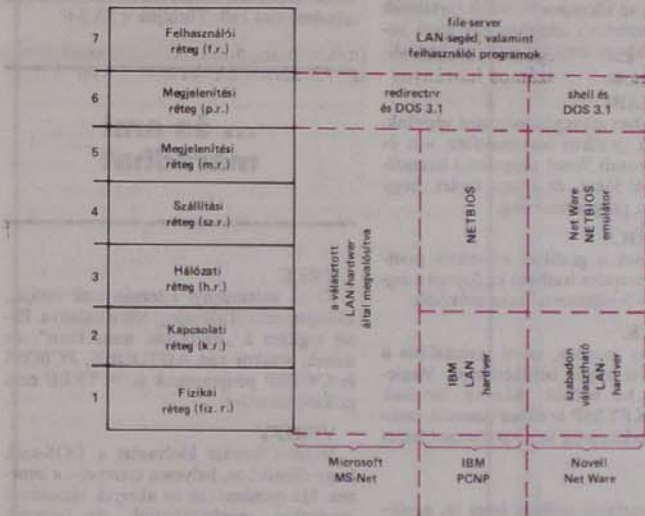 7
Felhasználói
réteg (f.r.)
file-server
LAN-segéd, valamint
felhasználói programok
6
Megjelenítési
réteg (p.r.)
redirector
és DOS 3.1
shell és
DOS 3.1
5
Megjelenítési
réteg (m.r.)
4
Szállítási
réteg (sz.r.)
3
Hálózati
réteg (h.r.)
2
Kapcsolati
réteg (k.r.)
1
Fizikai
réteg (fiz. r.)
a választott
LAN hardwer
által megvalósítva
NETBIOS
Net Ware
NETBIOS
emulátor
IBM
LAN
hardver
szabadon
választható
LAN-
hardver
Microsoft
MS-Net
IBM
PCNP
Novell
Net Ware